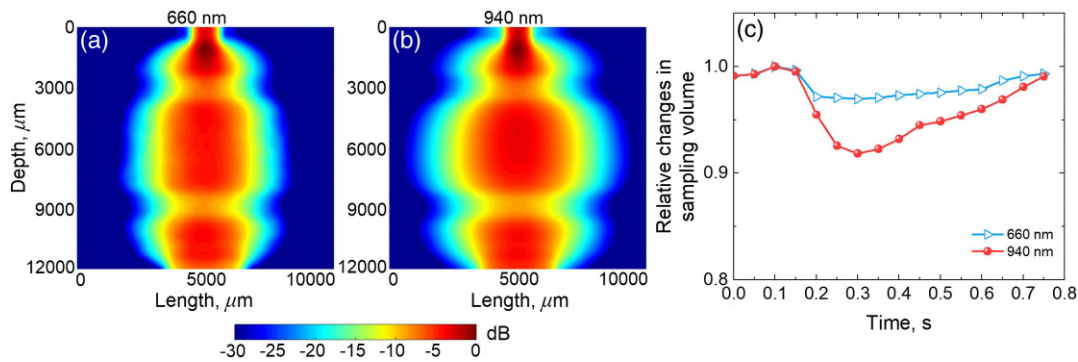 660 nm
940 nm
(a)
(b)
(c)
Depth, μm
0
3000
6000
9000
12000
0
3000
6000
9000
12000
0
5000
10000
0
5000
10000
Length, μm
Length, μm
dB
-30
-25
-20
-15
-10
-5
0
Relative changes in
sampling volume
1.0
0.9
0.8
660 nm
940 nm
0.0
0.1
0.2
0.3
0.4
0.5
0.6
0.7
0.8
Time, s